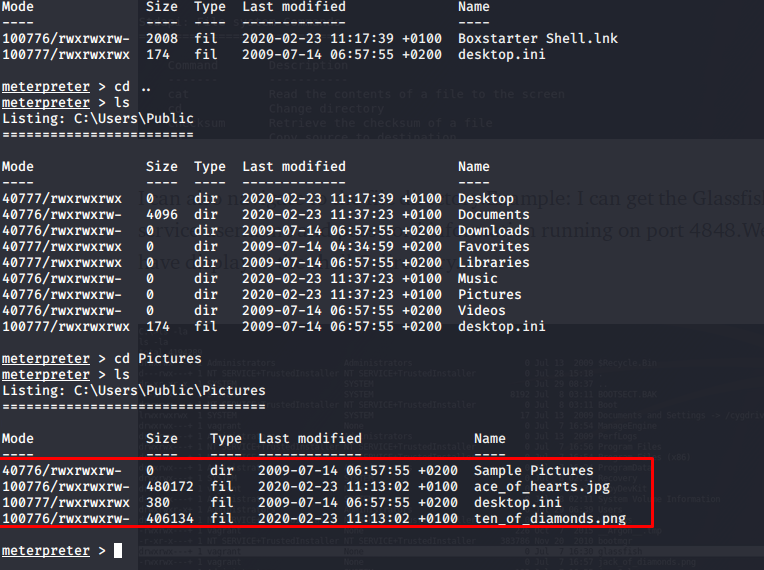 Mode Size Type Last modified Name
---- ---- ---- ------------- ----
100776/rwxrwxrw- 2008 fil 2020-02-23 11:17:39 +0100 Boxstarter Shell.lnk
100777/rwxrwxrwx 174 fil 2009-07-14 06:57:55 +0200 desktop.ini
meterpreter > cd ..
meterpreter > ls
Listing: C:\Users\Public
========================
Mode Size Type Last modified Name
---- ---- ---- ------------- ----
40777/rwxrwxrwx 0 dir 2020-02-23 11:17:39 +0100 Desktop
40776/rwxrwxrw- 4096 dir 2020-02-23 11:37:23 +0100 Documents
40776/rwxrwxrw- 0 dir 2009-07-14 06:57:55 +0200 Downloads
40777/rwxrwxrwx 0 dir 2009-07-14 04:34:59 +0200 Favorites
40776/rwxrwxrw- 0 dir 2009-07-14 06:57:55 +0200 Libraries
40776/rwxrwxrw- 0 dir 2020-02-23 11:37:23 +0100 Music
40776/rwxrwxrw- 0 dir 2020-02-23 11:37:23 +0100 Pictures
40776/rwxrwxrw- 0 dir 2009-07-14 06:57:55 +0200 Videos
100777/rwxrwxrwx 174 fil 2009-07-14 06:57:55 +0200 desktop.ini
meterpreter > cd Pictures
meterpreter > ls
Listing: C:\Users\Public\Pictures
=================================
Mode Size Type Last modified Name
---- ---- ---- ------------- ----
40776/rwxrwxrw- 0 dir 2009-07-14 06:57:55 +0200 Sample Pictures
100776/rwxrwxrw- 480172 fil 2020-02-23 11:13:02 +0100 ace_of_hearts.jpg
100777/rwxrwxrwx 380 fil 2009-07-14 06:57:55 +0200 desktop.ini
100776/rwxrwxrw- 406134 fil 2020-02-23 11:13:02 +0100 ten_of_diamonds.png
meterpreter >